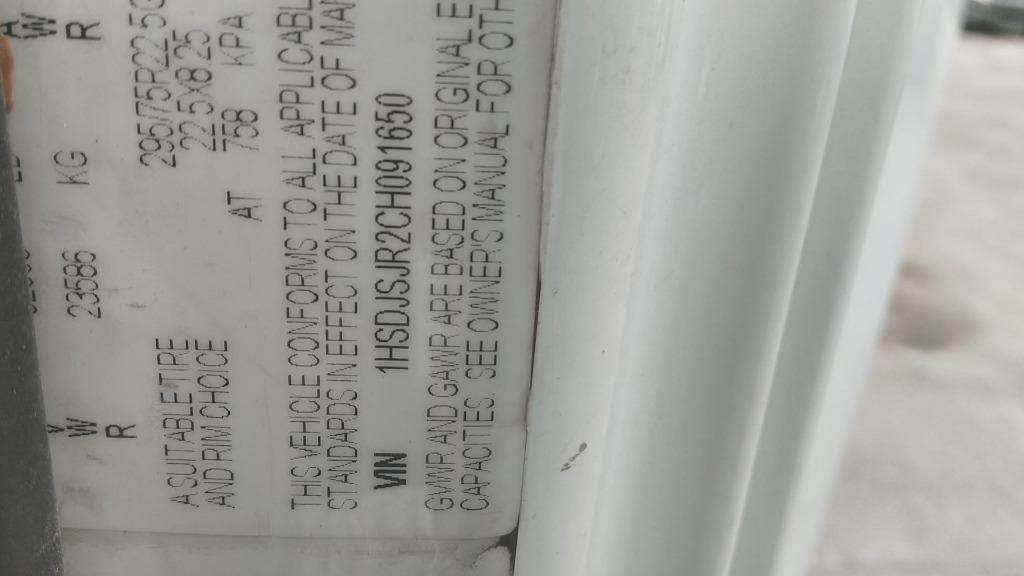 V
W
R
23586 KG
A
W
R
A SUITABLE TIRE 295/75R22.5G
AND RIM CHOICE 22.5X8.25
AT 758 KPA
THIS VEHICLE CONFORMS TO ALL APPLICABL
STANDARDS IN EFFECT ON THE DATE OF MAN
VIN 1HSDJSJR2CH091650
GVWR AND GAWR ARE BASED ON ORIGINAL E
CAPACITIES. SEE OWNER'S MANUAL FOR OTH